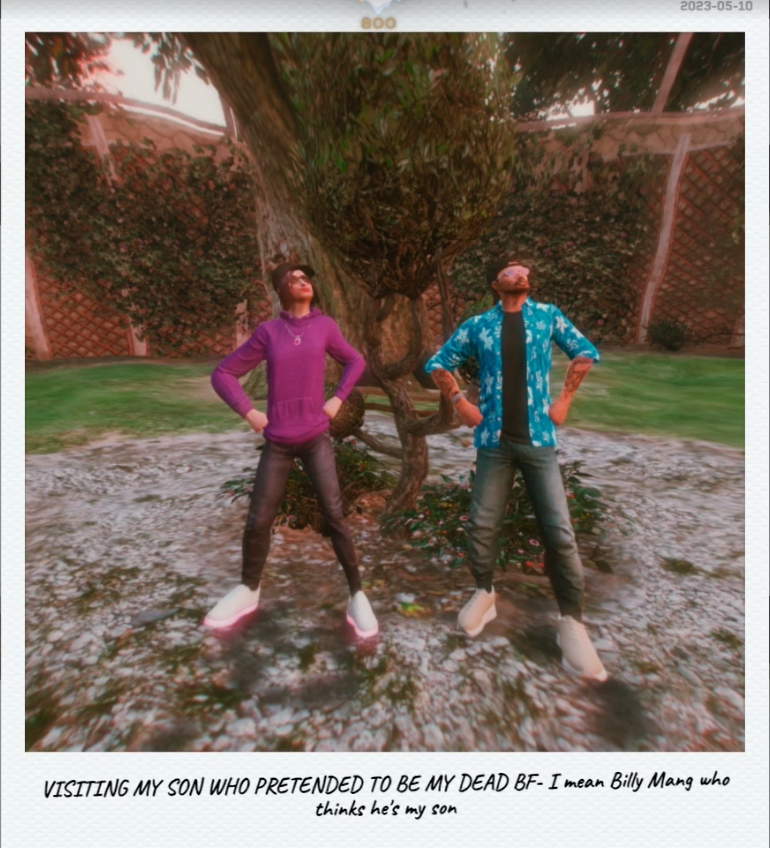 2023-05-10
800
VISITING MY SON WHO PRETENDED TO BE MY DEAD BF- I mean Billy Mang who
thinks he's my son